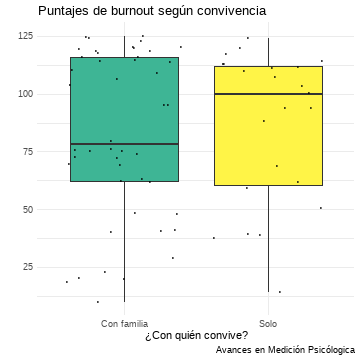 Puntajes de burnout según convivencia
125
100
75
50
25
Con familia
Solo
¿Con quién convive?
Avances en Medición Psicólogica